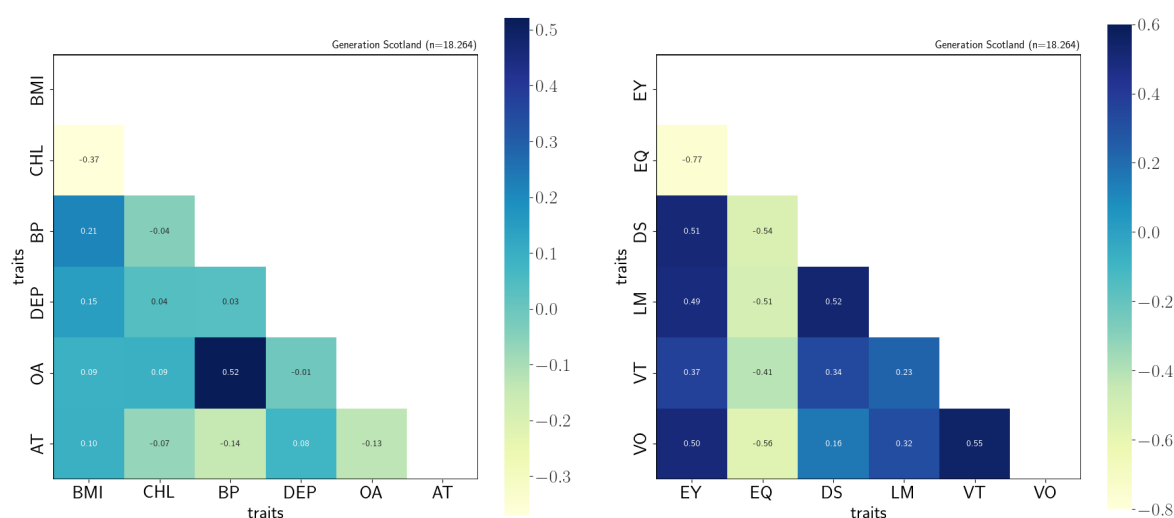 Generation Scotland (n=18.264)
traits
BMI
CHL -0.37
BP 0.21 -0.04
DEP 0.15 0.04 0.03
OA 0.09 0.09 0.52 -0.01
AT 0.10 -0.07 -0.14 0.08 -0.13
BMI CHL BP DEP OA AT
traits
0.5
0.4
0.3
0.2
0.1
0.0
−0.1
−0.2
−0.3
Generation Scotland (n=18.264)
traits
EY
EQ -0.77
DS 0.51 -0.54
LM 0.49 -0.51 0.52
VT 0.37 -0.41 0.34 0.23
VO 0.50 -0.56 0.16 0.32 0.55
EY EQ DS LM VT VO
traits
0.6
0.4
0.2
0.0
−0.2
−0.4
−0.6
−0.8